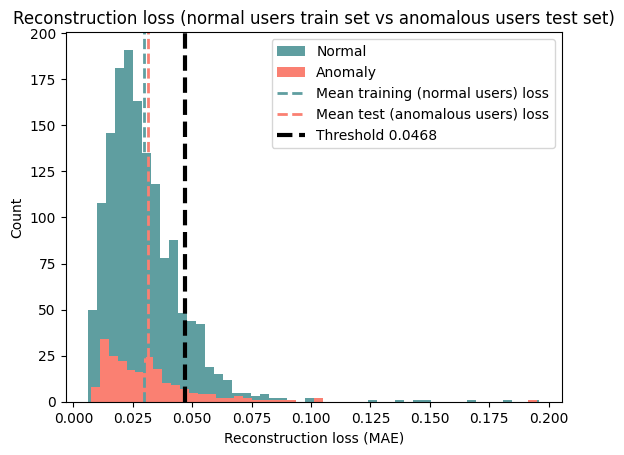 Reconstruction loss (normal users train set vs anomalous users test set)
200
175
150
125
100
75
50
25
0
Count
Normal
Anomaly
Mean training (normal users) loss
Mean test (anomalous users) loss
Threshold 0.0468
0.000 0.025 0.050 0.075 0.100 0.125 0.150 0.175 0.200
Reconstruction loss (MAE)